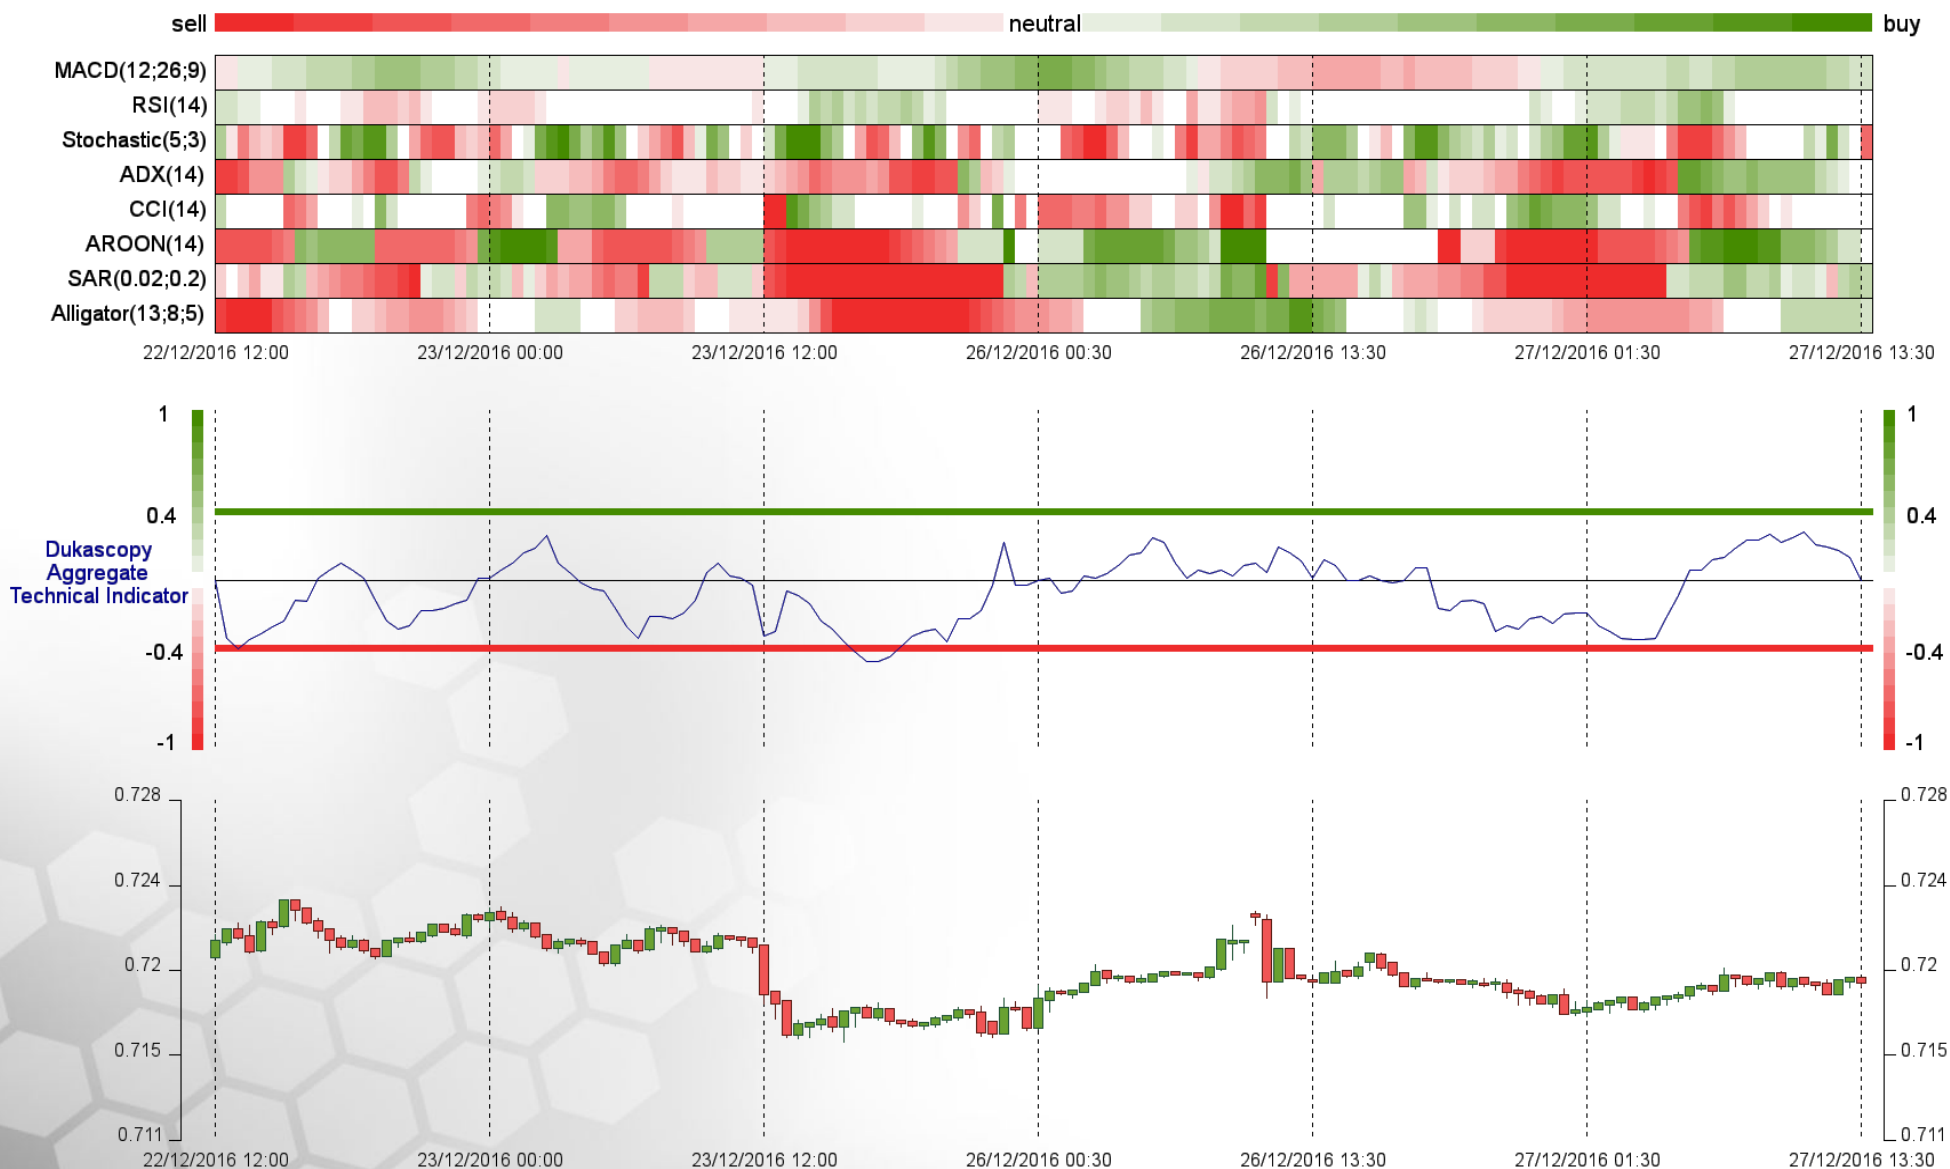 sell neutral buy
MACD(12;26;9)
RSI(14)
Stochastic(5;3)
ADX(14)
CCI(14)
AROON(14)
SAR(0.02;0.2)
Alligator(13;8;5)
22/12/2016 12:00 23/12/2016 00:00 23/12/2016 12:00 26/12/2016 00:30 26/12/2016 13:30 27/12/2016 01:30 27/12/2016 13:30
1 1
0.4 0.4
Dukascopy
Aggregate
Technical Indicator
-0.4 -0.4
-1 -1
0.728 0.728
0.724 0.724
0.72 0.72
0.715 0.715
0.711 0.711
22/12/2016 12:00 23/12/2016 00:00 23/12/2016 12:00 26/12/2016 00:30 26/12/2016 13:30 27/12/2016 01:30 27/12/2016 13:30